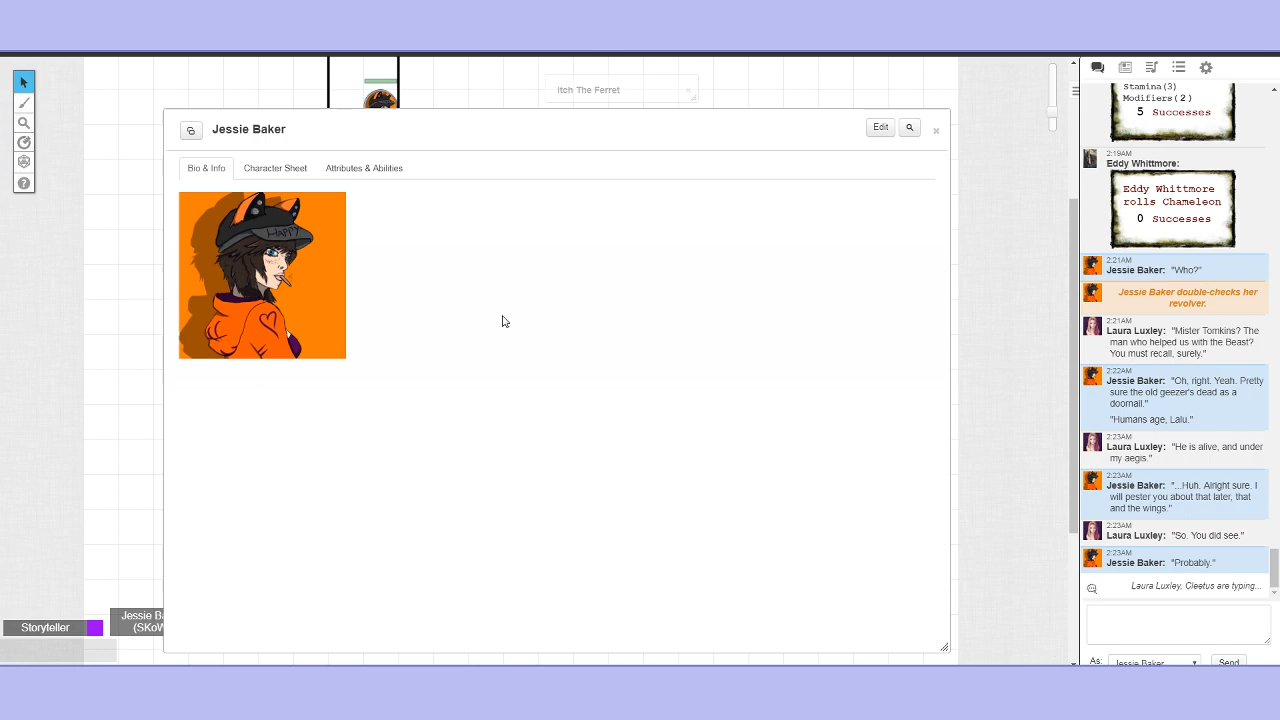 Itch The Ferret
Jessie Baker
Edit
Bio & Info
Character Sheet
Attributes & Abilities
HAPPY
Storyteller
Jessie Ba
(SKoW
Stamina(3)
Modifiers(2)
5 Successes
2:19AM
Eddy Whittmore:
Eddy Whittmore
rolls Chameleon
0 Successes
2:21AM
Jessie Baker: "Who?"
Jessie Baker double-checks her
revolver.
2:21AM
Laura Luxley: "Mister Tomkins? The
man who helped us with the Beast?
You must recall, surely."
2:22AM
Jessie Baker: "Oh, right. Yeah. Pretty
sure the old geezer's dead as a
doornail."
"Humans age, Lalu."
2:23AM
Laura Luxley: "He is alive, and under
my aegis."
2:23AM
Jessie Baker: "...Huh. Alright sure. I
will pester you about that later, that
and the wings."
2:23AM
Laura Luxley: "So. You did see."
2:23AM
Jessie Baker: "Probably."
Laura Luxley, Cleetus are typing...
As:
Jessie Baker
Send